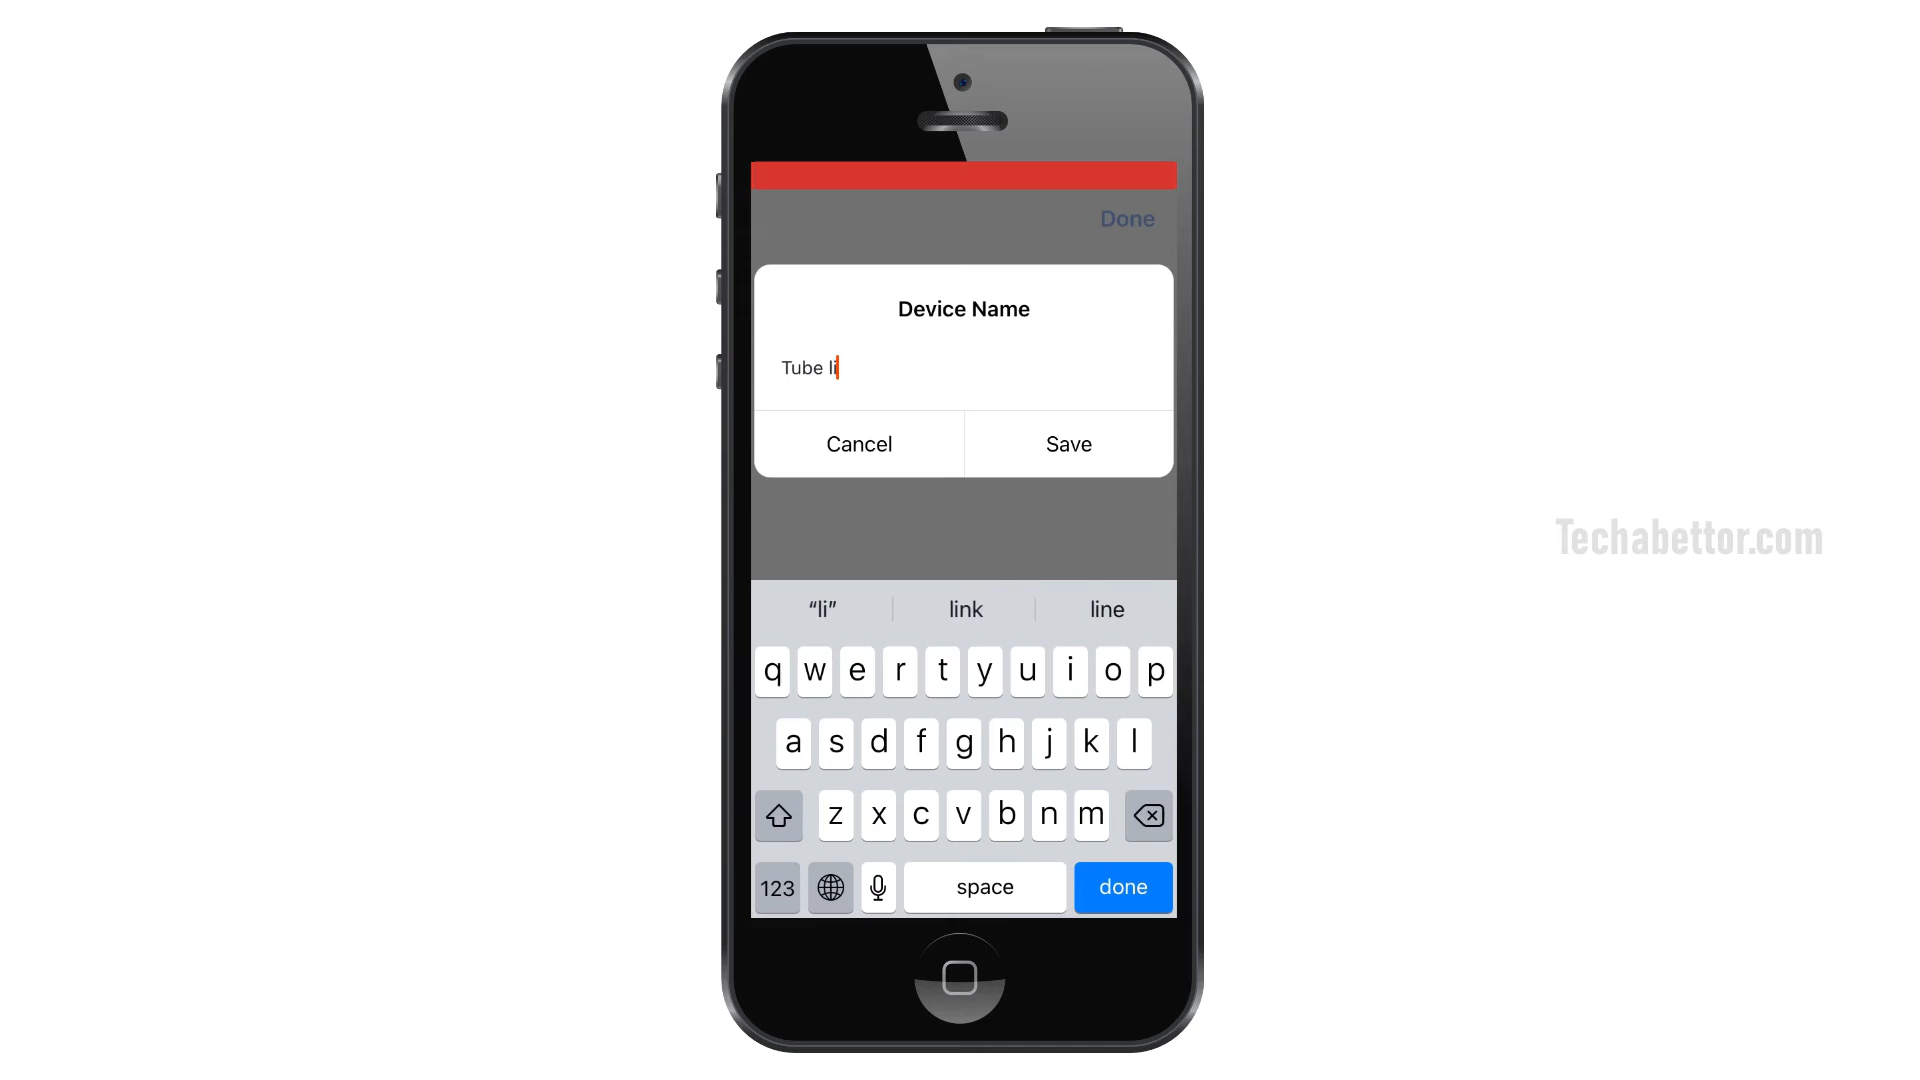 Done
Device Name
Tube li
Cancel Save
Techabettor.com
“li” link line
q w e r t y u i o p
a s d f g h j k l
z x c v b n m
123 space done